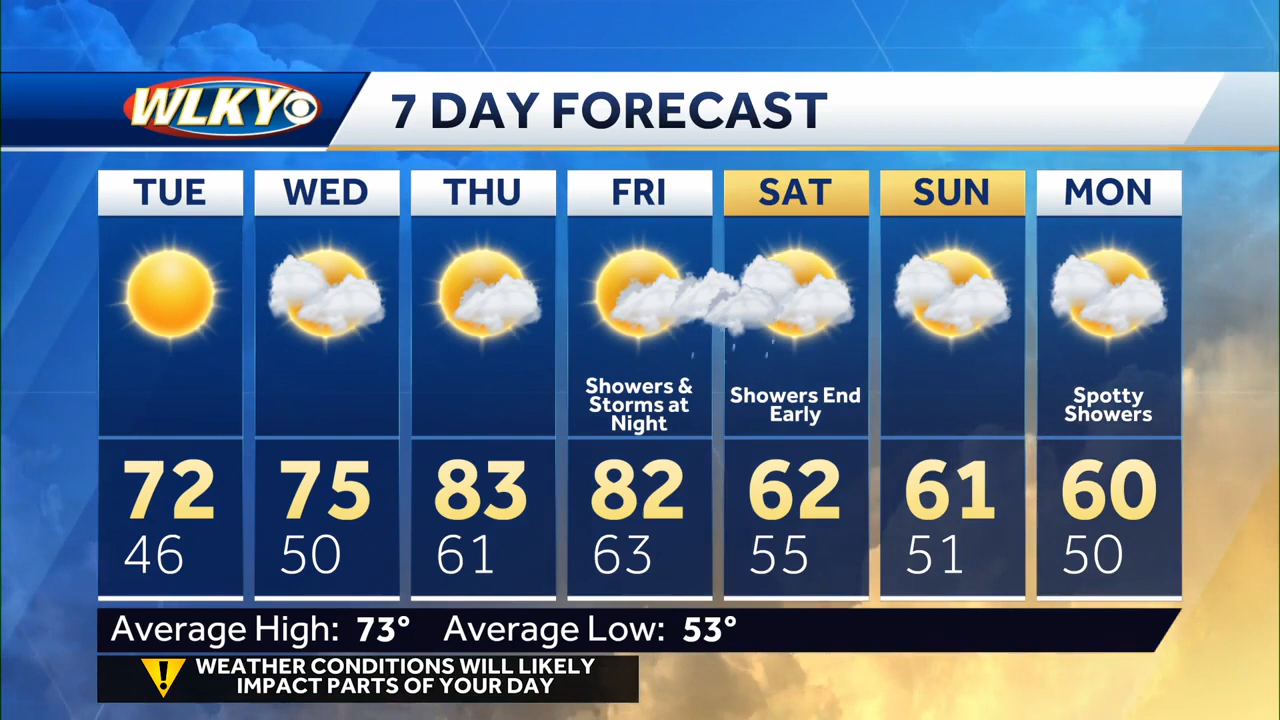 WLKY
7 DAY FORECAST
TUE WED THU FRI SAT SUN MON
Showers &
Storms at
Night
Showers End
Early
Spotty
Showers
72 75 83 82 62 61 60
46 50 61 63 55 51 50
Average High: 73° Average Low: 53°
WEATHER CONDITIONS WILL LIKELY
IMPACT PARTS OF YOUR DAY